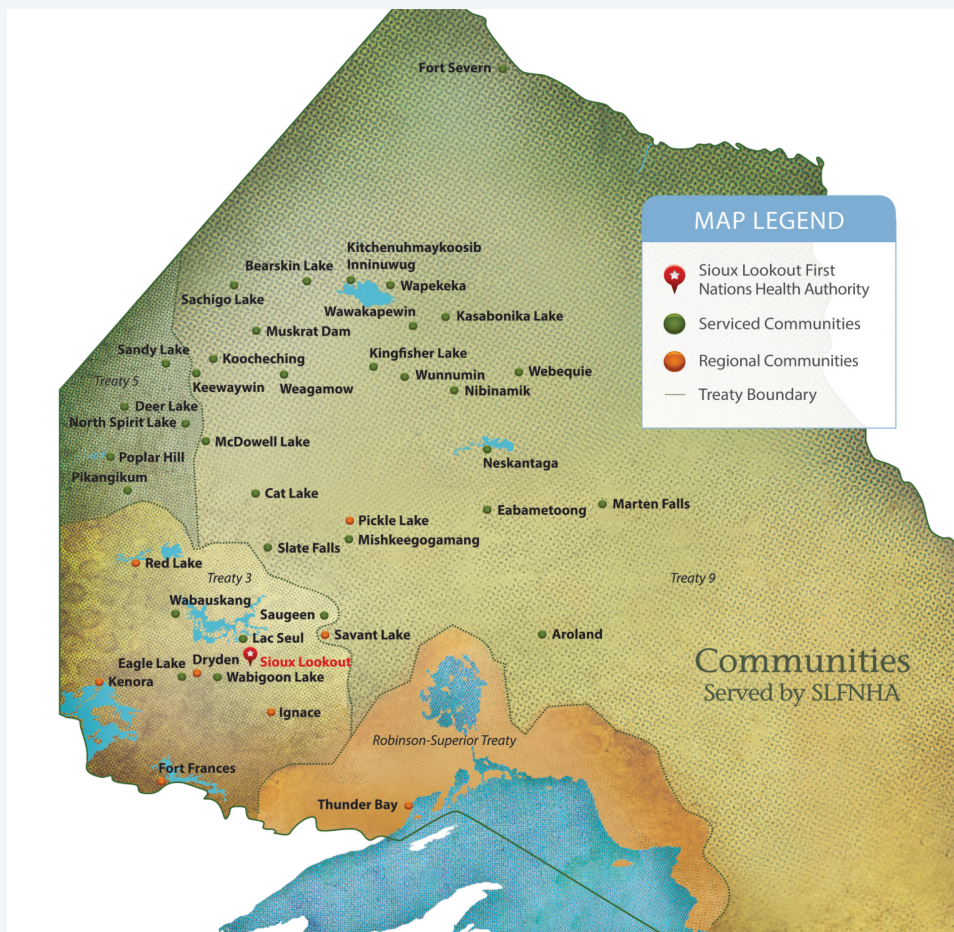 Fort Severn
MAP LEGEND
Sioux Lookout First
Nations Health Authority
Serviced Communities
Regional Communities
Treaty Boundary
Kitchenuhmaykoosib
Inninuwug
Bearskin Lake
Wapekeka
Sachigo Lake
Wawakapewin
Kasabonika Lake
Muskrat Dam
Sandy Lake
Koocheching
Kingfisher Lake
Treaty 5
Keewaywin
Weagamow
Wunnumin
Webequie
Nibinamik
Deer Lake
North Spirit Lake
McDowell Lake
Poplar Hill
Neskantaga
Pikangikum
Cat Lake
Eabametoong
Marten Falls
Pickle Lake
Mishkeegogamang
Slate Falls
Red Lake
Treaty 3
Treaty 9
Wabauskang
Saugeen
Lac Seul
Savant Lake
Aroland
Eagle Lake
Dryden
Sioux Lookout
Kenora
Wabigoon Lake
Communities
Served by SLFNHA
Ignace
Robinson-Superior Treaty
Fort Frances
Thunder Bay